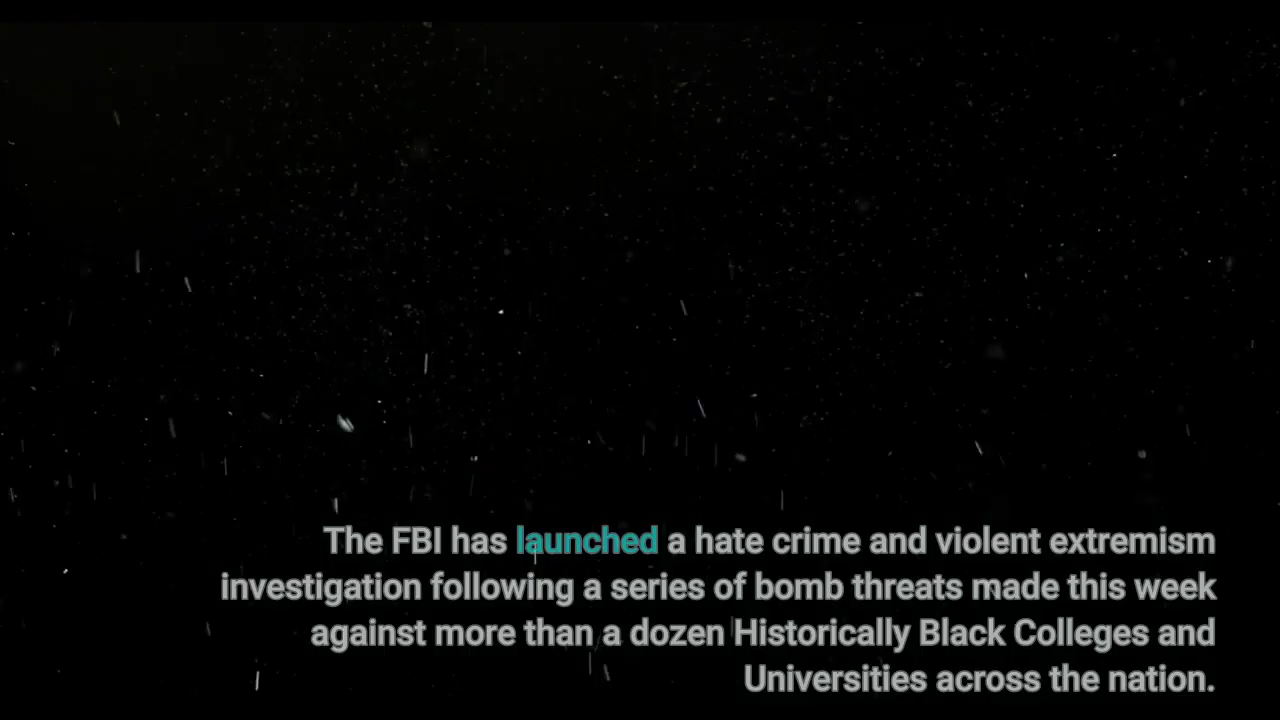 The FBI has launched a hate crime and violent extremism
investigation following a series of bomb threats made this week
against more than a dozen Historically Black Colleges and
Universities across the nation.